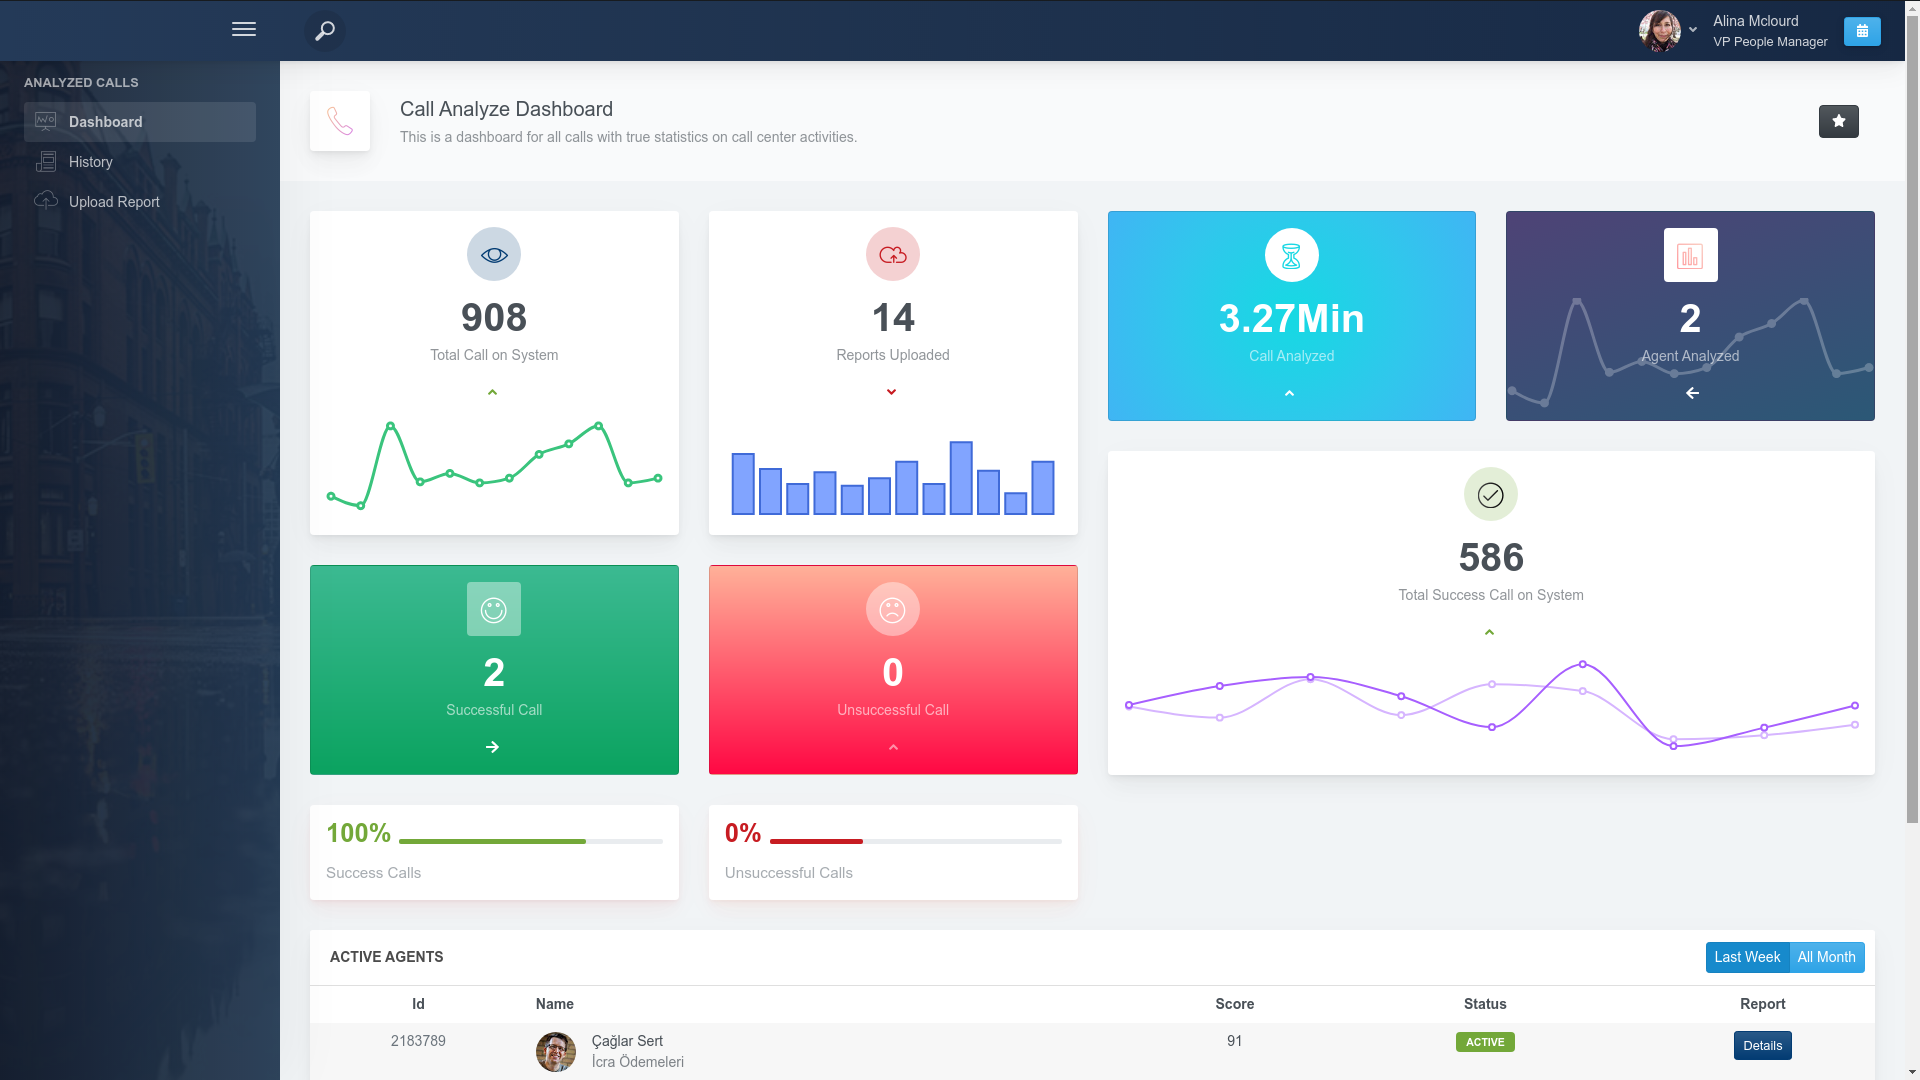 Alina Mclourd
VP People Manager
ANALYZED CALLS
Dashboard
History
Upload Report
Call Analyze Dashboard
This is a dashboard for all calls with true statistics on call center activities.
908
Total Call on System
14
Reports Uploaded
3.27Min
Call Analyzed
2
Agent Analyzed
586
Total Success Call on System
2
Successful Call
0
Unsuccessful Call
100%
Success Calls
0%
Unsuccessful Calls
ACTIVE AGENTS
Last Week All Month
Id Name Score Status Report
2183789 Çağlar Sert 91 ACTIVE Details
İcra Ödemeleri